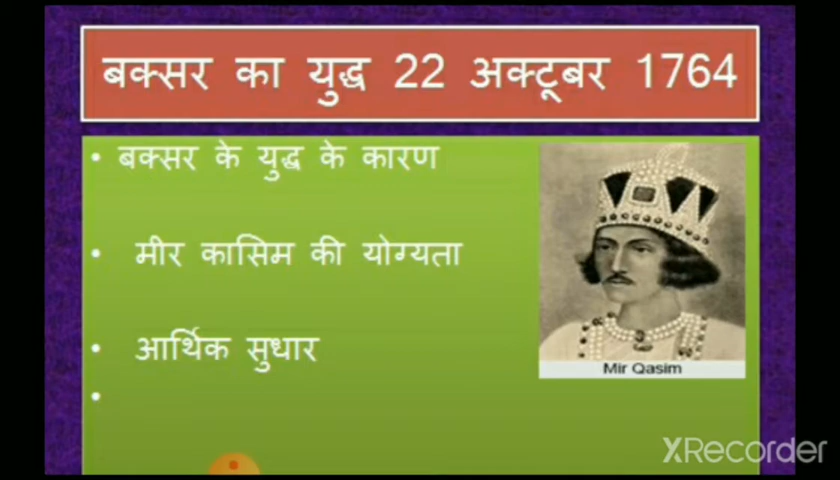 बक्सर का युद्ध 22 अक्टूबर 1764
• बक्सर के युद्ध के कारण
• मीर कासिम की योग्यता
• आर्थिक सुधार
•
Mir Qasim
XRecorder